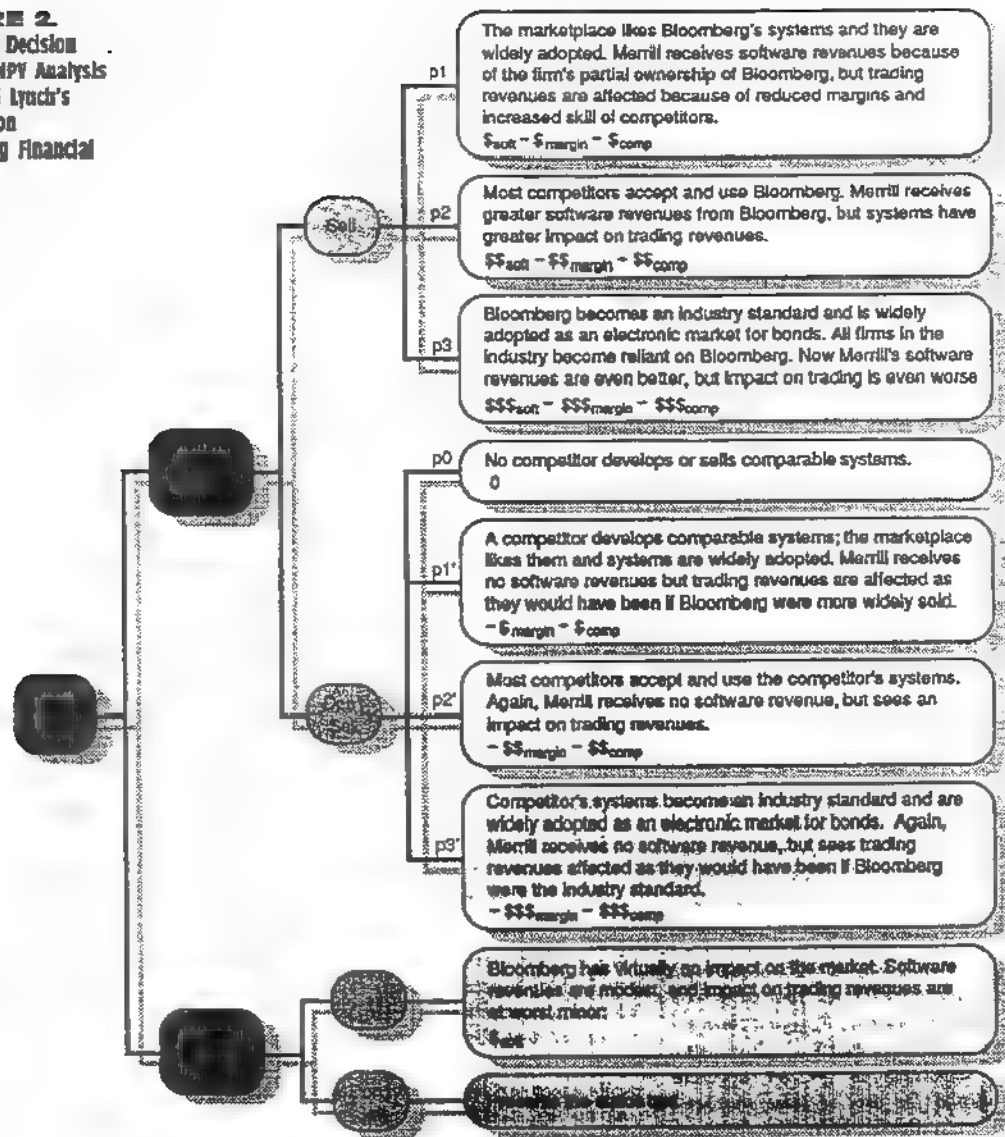 2.
Decision
NPV Analysis
Lynch's
Financial
p1
The marketplace likes Bloomberg's systems and they are
widely adopted. Merrill receives software revenues because
of the firm's partial ownership of Bloomberg, but trading
revenues are affected because of reduced margins and
increased skill of competitors.
$soft - $margin - $comp
Sell
p2
Most competitors accept and use Bloomberg. Merrill receives
greater software revenues from Bloomberg, but systems have
greater impact on trading revenues.
$$soft - $$margin - $$comp
p3
Bloomberg becomes an industry standard and is widely
adopted as an electronic market for bonds. All firms in the
industry become reliant on Bloomberg. Now Merrill's software
revenues are even better, but impact on trading is even worse
$$$soft - $$$margin - $$$comp
p0
No competitor develops or sells comparable systems.
0
p1'
A competitor develops comparable systems; the marketplace
likes them and systems are widely adopted. Merrill receives
no software revenues but trading revenues are affected as
they would have been if Bloomberg were more widely sold.
- $margin - $comp
p2'
Most competitors accept and use the competitor's systems.
Again, Merrill receives no software revenue, but sees an
impact on trading revenues.
- $$margin - $$comp
p3'
Competitor's systems become an industry standard and are
widely adopted as an electronic market for bonds. Again,
Merrill receives no software revenue, but sees trading
revenues affected as they would have been if Bloomberg
were the industry standard.
- $$$margin - $$$comp
Bloomberg has virtually no impact on the market. Software
revenues are modest, and impact on trading revenues are
at worst minor.
$soft